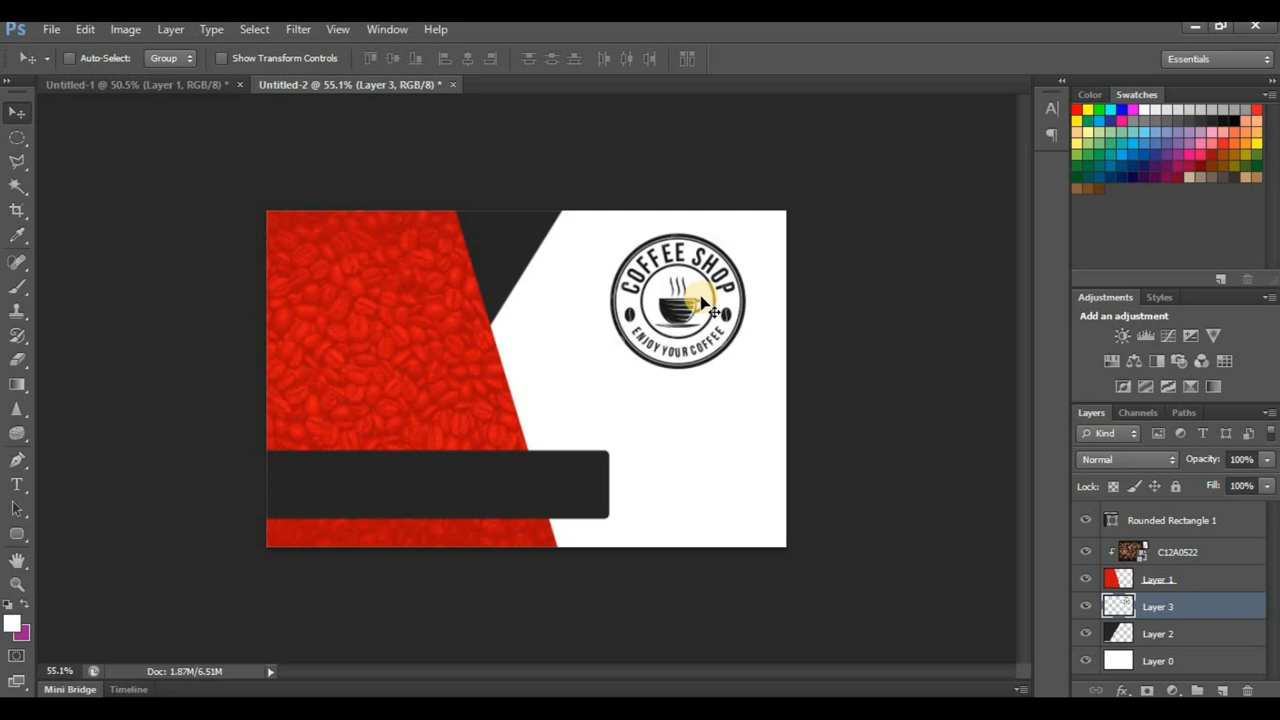 Ps File Edit Image Layer Type Select Filter View Window Help
Auto-Select: Group Show Transform Controls Essentials
Untitled-1 @ 50.5% (Layer 1, RGB/8) * × Untitled-2 @ 55.1% (Layer 3, RGB/8) * ×
Color Swatches
COFFEE SHOP
ENJOY YOUR COFFEE
Adjustments Styles
Add an adjustment
Layers Channels Paths
Kind
Normal Opacity: 100%
Lock: Fill: 100%
Rounded Rectangle 1
C12A0522
Layer 1
Layer 3
Layer 2
Layer 0
55.1% Doc: 1.87M/6.51M
Mini Bridge Timeline